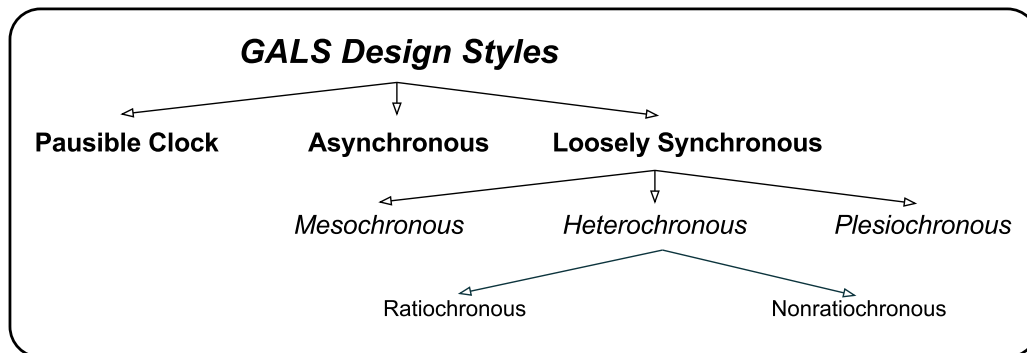 GALS Design Styles
Pausible Clock Asynchronous Loosely Synchronous
Mesochronous Heterochronous Plesiochronous
Ratiochronous Nonratiochronous